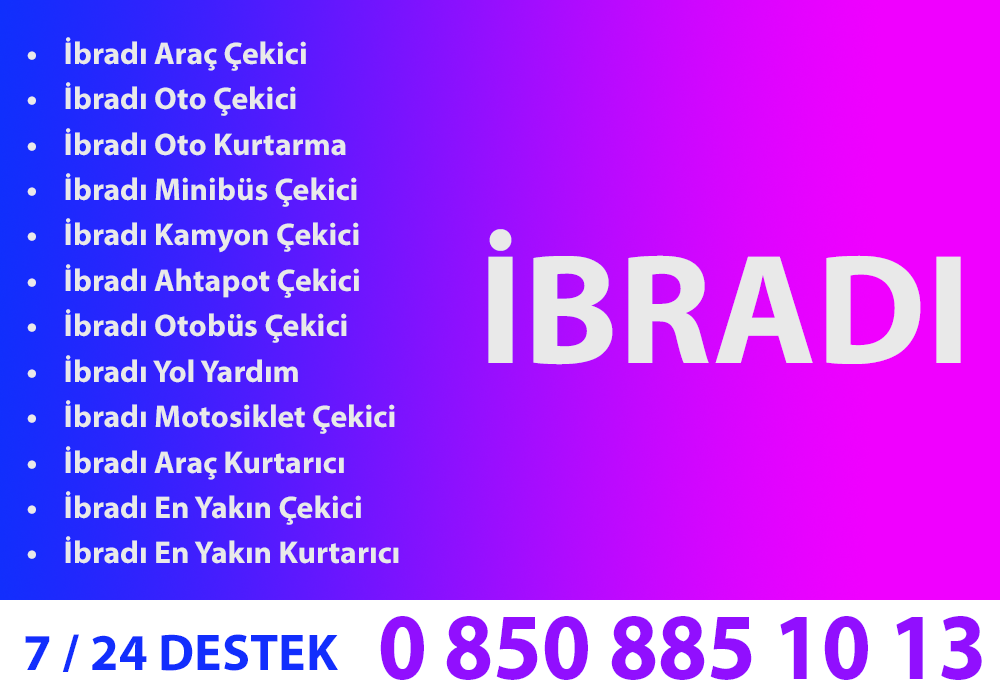 • İbradı Araç Çekici
• İbradı Oto Çekici
• İbradı Oto Kurtarma
• İbradı Minibüs Çekici
• İbradı Kamyon Çekici
• İbradı Ahtapot Çekici
• İbradı Otobüs Çekici
• İbradı Yol Yardım
• İbradı Motosiklet Çekici
• İbradı Araç Kurtarıcı
• İbradı En Yakın Çekici
• İbradı En Yakın Kurtarıcı
İBRADI
7 / 24 DESTEK
0 850 885 10 13